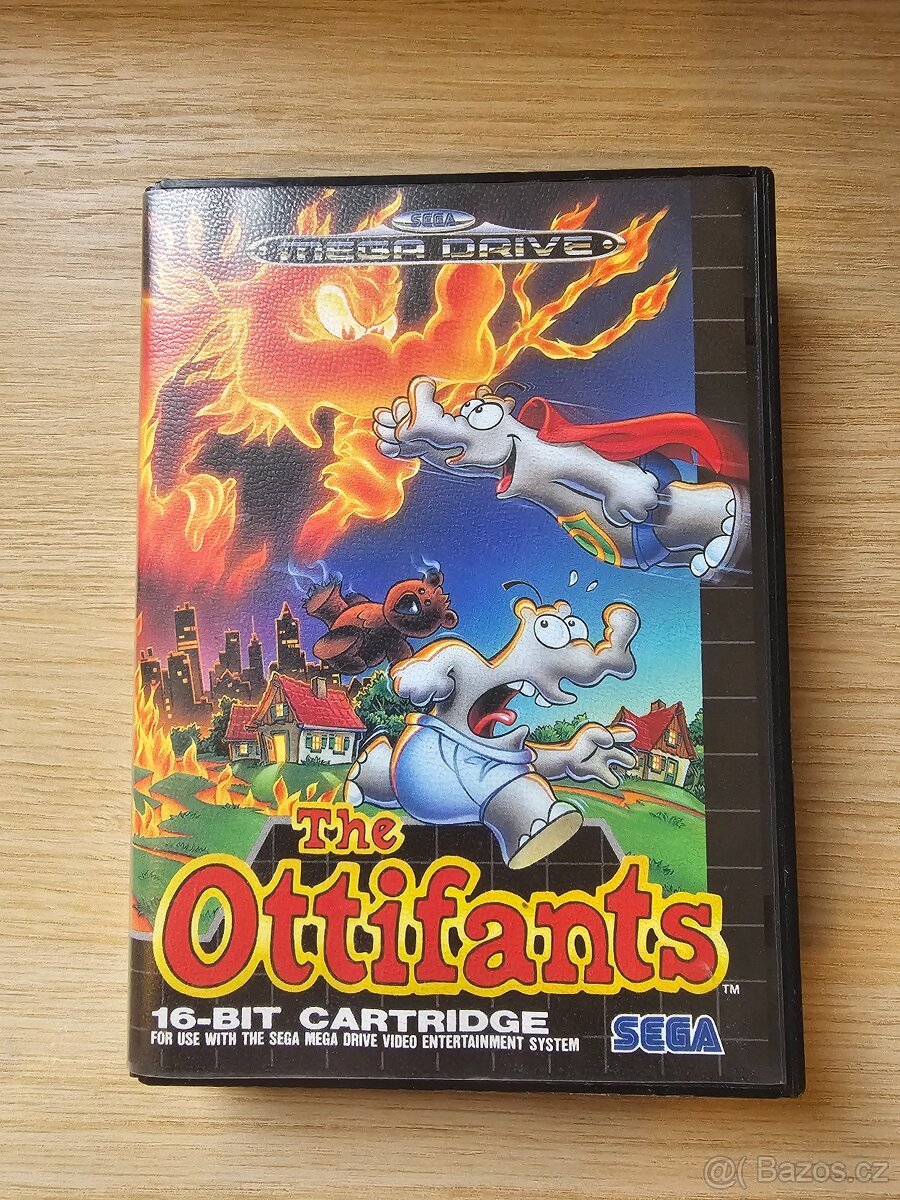 SEGA
MEGA DRIVE
The
Ottifants
TM
16-BIT CARTRIDGE
FOR USE WITH THE SEGA MEGA DRIVE VIDEO ENTERTAINMENT SYSTEM
SEGA
@( Bazos.cz